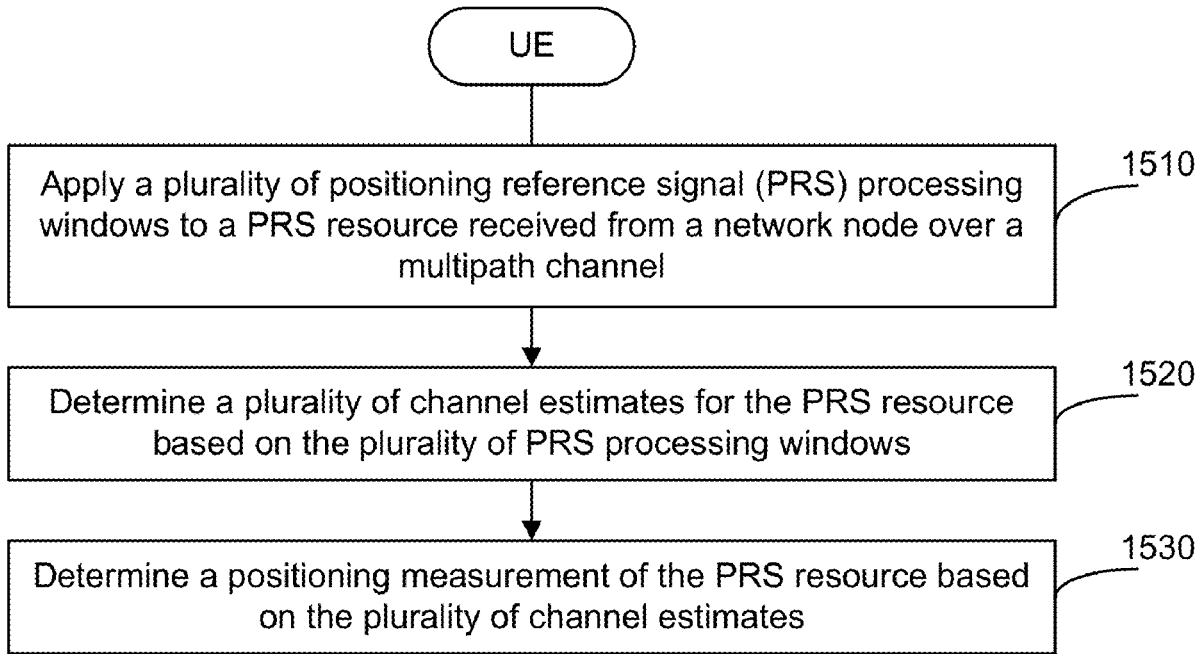 UE
1510
Apply a plurality of positioning reference signal (PRS) processing
windows to a PRS resource received from a network node over a
multipath channel
1520
Determine a plurality of channel estimates for the PRS resource
based on the plurality of PRS processing windows
1530
Determine a positioning measurement of the PRS resource based
on the plurality of channel estimates